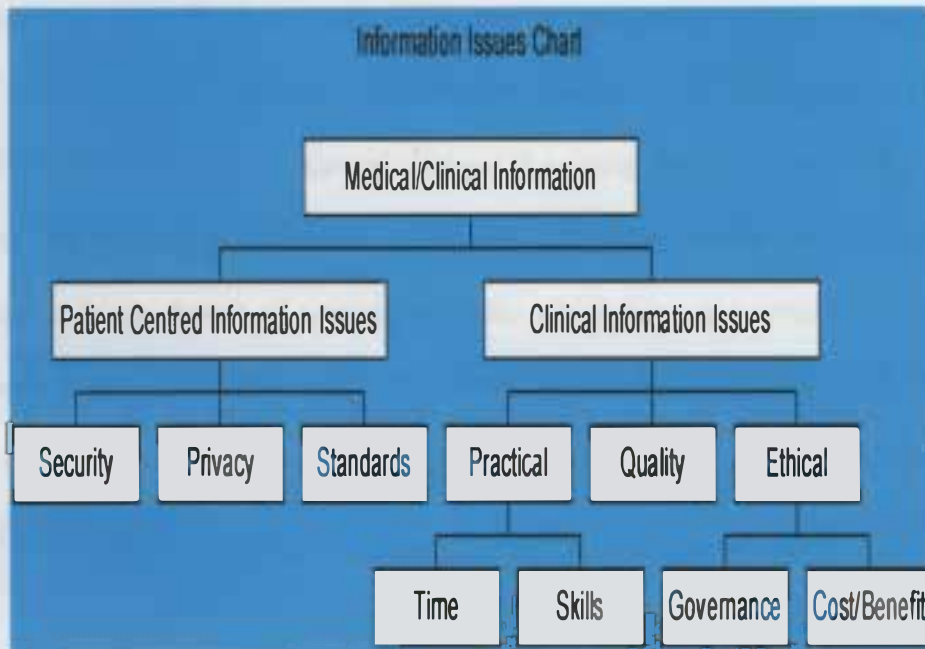 Information Issues Chart
Medical/Clinical Information
Patient Centred Information Issues
Clinical Information Issues
Security
Privacy
Standards
Practical
Quality
Ethical
Time
Skills
Governance
Cost/Benefit